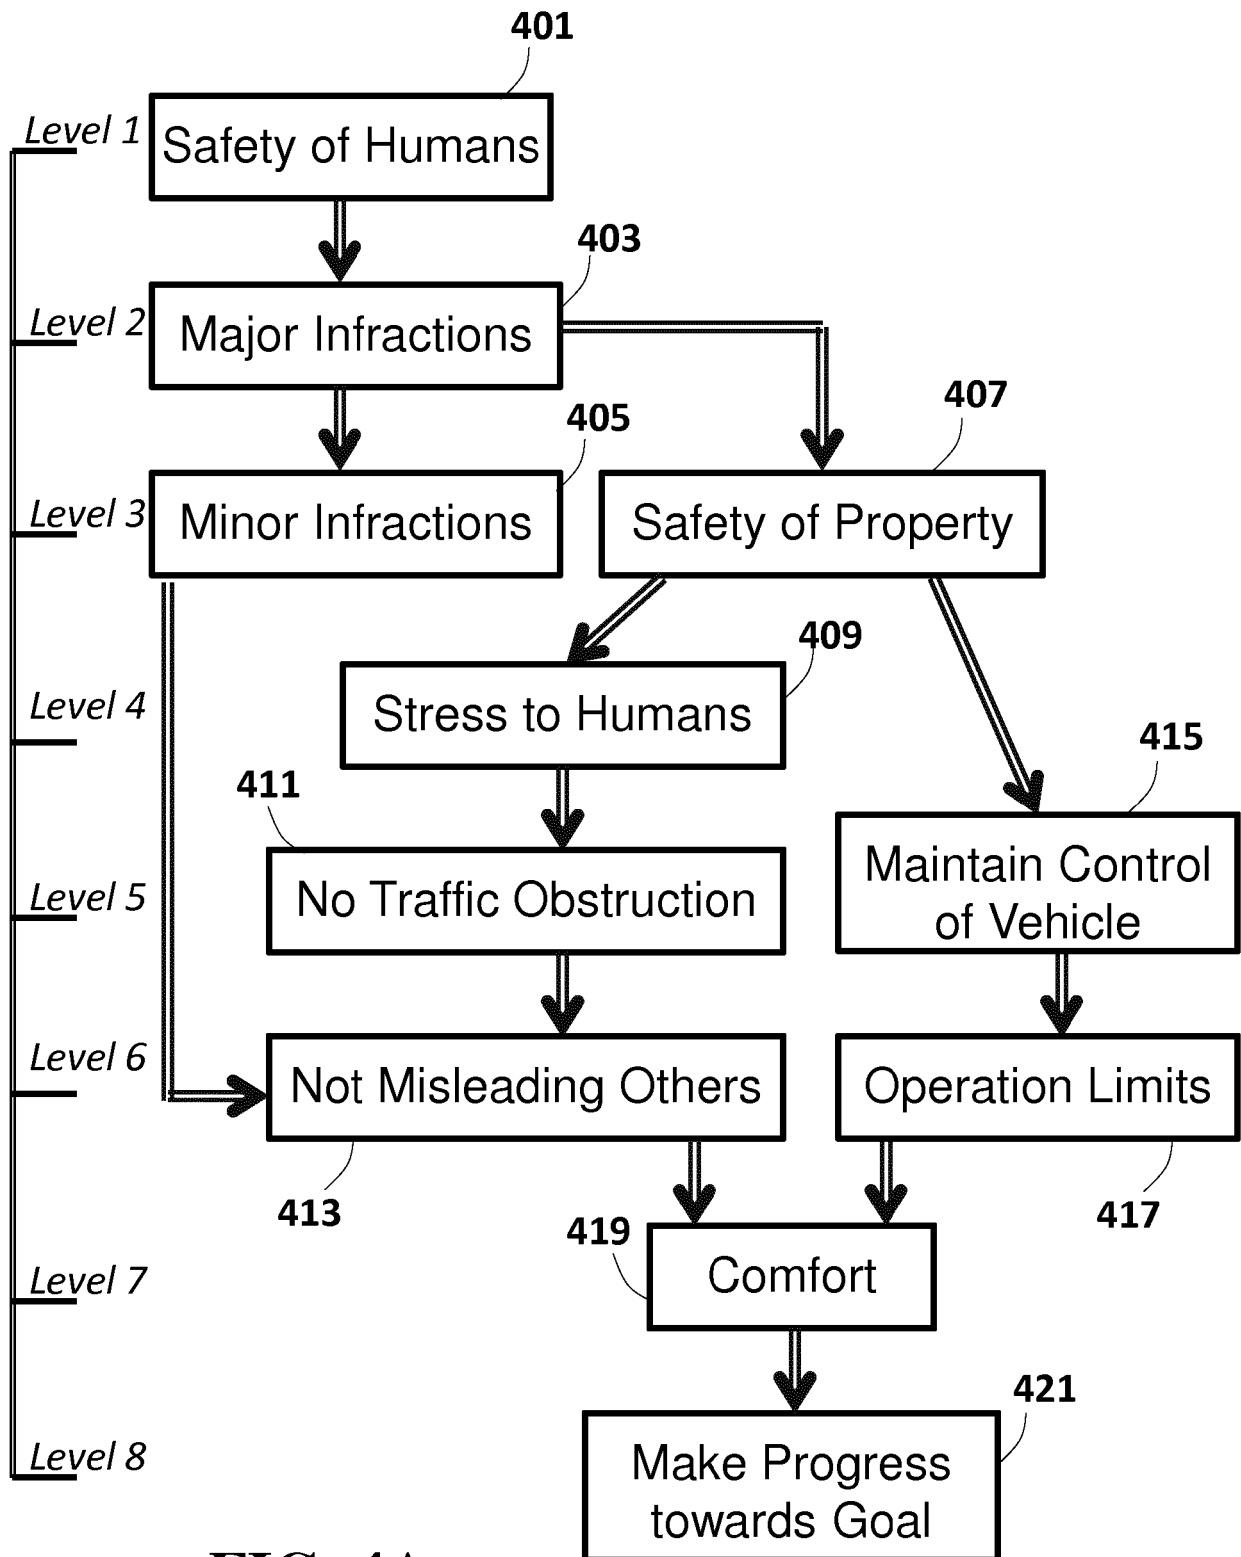 401
Level 1
Safety of Humans
403
Level 2
Major Infractions
407
405
Level 3
Minor Infractions
Safety of Property
409
Level 4
Stress to Humans
415
411
Maintain Control
of Vehicle
Level 5
No Traffic Obstruction
Level 6
Not Misleading Others
Operation Limits
413
417
419
Level 7
Comfort
421
Level 8
Make Progress
towards Goal